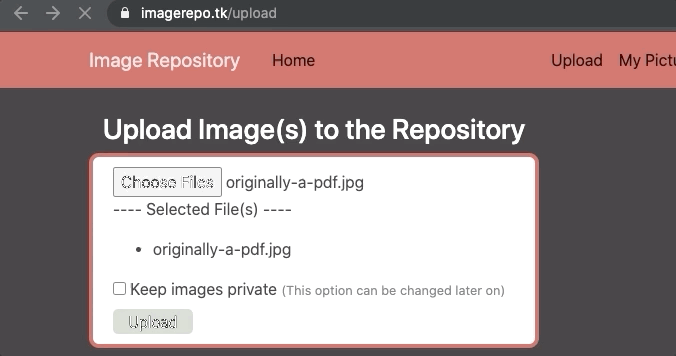 imagerepo.tk/upload
Image Repository Home Upload My Pictu
Upload Image(s) to the Repository
Choose Files originally-a-pdf.jpg
---- Selected File(s) ----
• originally-a-pdf.jpg
Keep images private (This option can be changed later on)
Upload